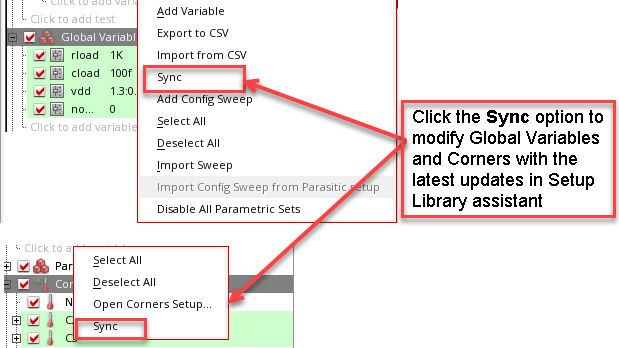 Click to add test
Global Variabl
rload 1K
cload 100f
vdd 1.3:0.
no... 0
Click to add variable
Add Variable
Export to CSV
Import from CSV
Sync
Add Config Sweep
Select All
Deselect All
Import Sweep
Import Config Sweep from Parasitic setup
Disable All Parametric Sets
Click the Sync option to
modify Global Variables
and Corners with the
latest updates in Setup
Library assistant
Click to a
Para
Cor
N
C
C
Select All
Deselect All
Open Corners Setup...
Sync